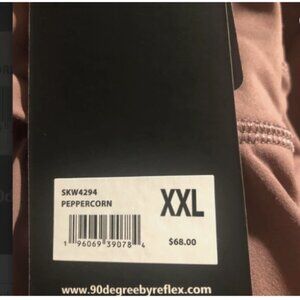 SKW4294
PEPPERCORN
XXL
1 96069 39078 4
$68.00
www.90degreebyreflex.com